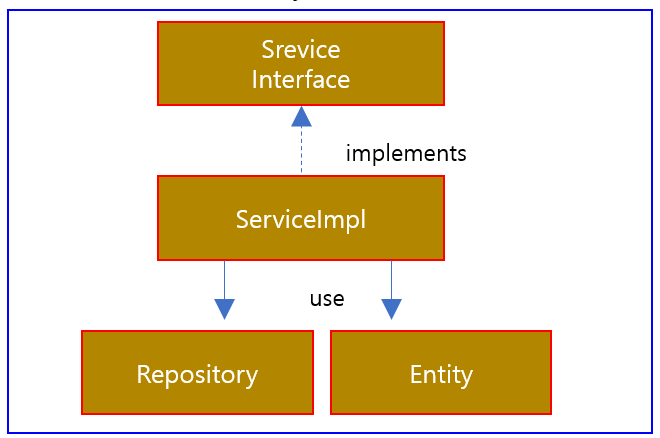 Srevice
Interface
implements
ServiceImpl
use
Repository
Entity